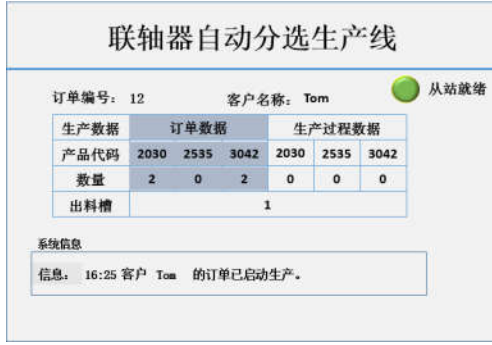 联轴器自动分选生产线
从站就绪
订单编号： 12 客户名称： Tom
生产数据 订单数据 生产过程数据
产品代码 2030 2535 3042 2030 2535 3042
数量 2 0 2 0 0 0
出料槽 1
系统信息
信息： 16:25 客户 Tom 的订单已启动生产。